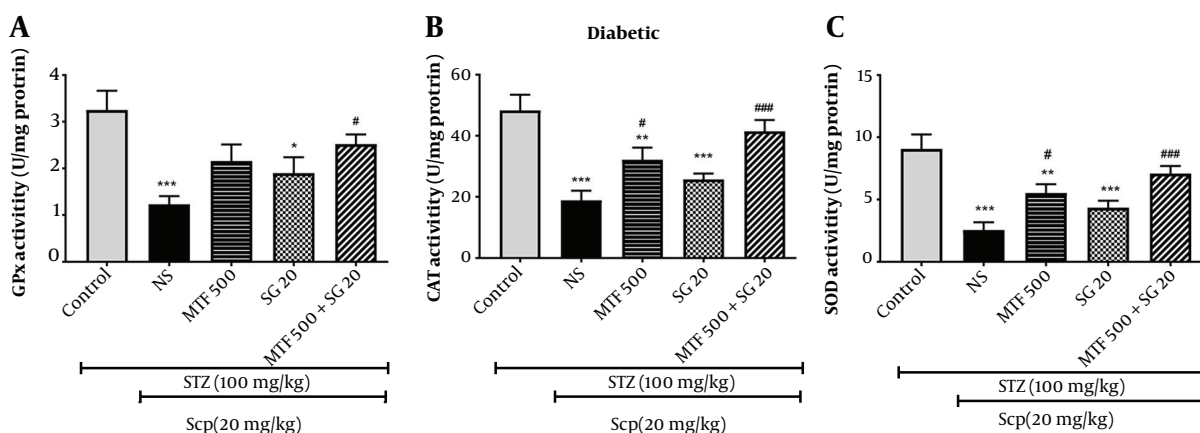 A
GPx activity (U/mg protrin)
4
3
2
1
0
***
*
#
Control
NS
MTF 500
SG 20
MTF 500 + SG 20
STZ (100 mg/kg)
Scp(20 mg/kg)
B
Diabetic
CAT activitity (U/mg protrin)
60
40
20
0
***
#
**
***
###
Control
NS
MTF 500
SG 20
MTF 500 + SG 20
STZ (100 mg/kg)
Scp(20 mg/kg)
C
SOD activitity (U/mg protrin)
15
10
5
0
***
#
**
***
###
Control
NS
MTF 500
SG 20
MTF 500 + SG 20
STZ (100 mg/kg)
Scp(20 mg/kg)